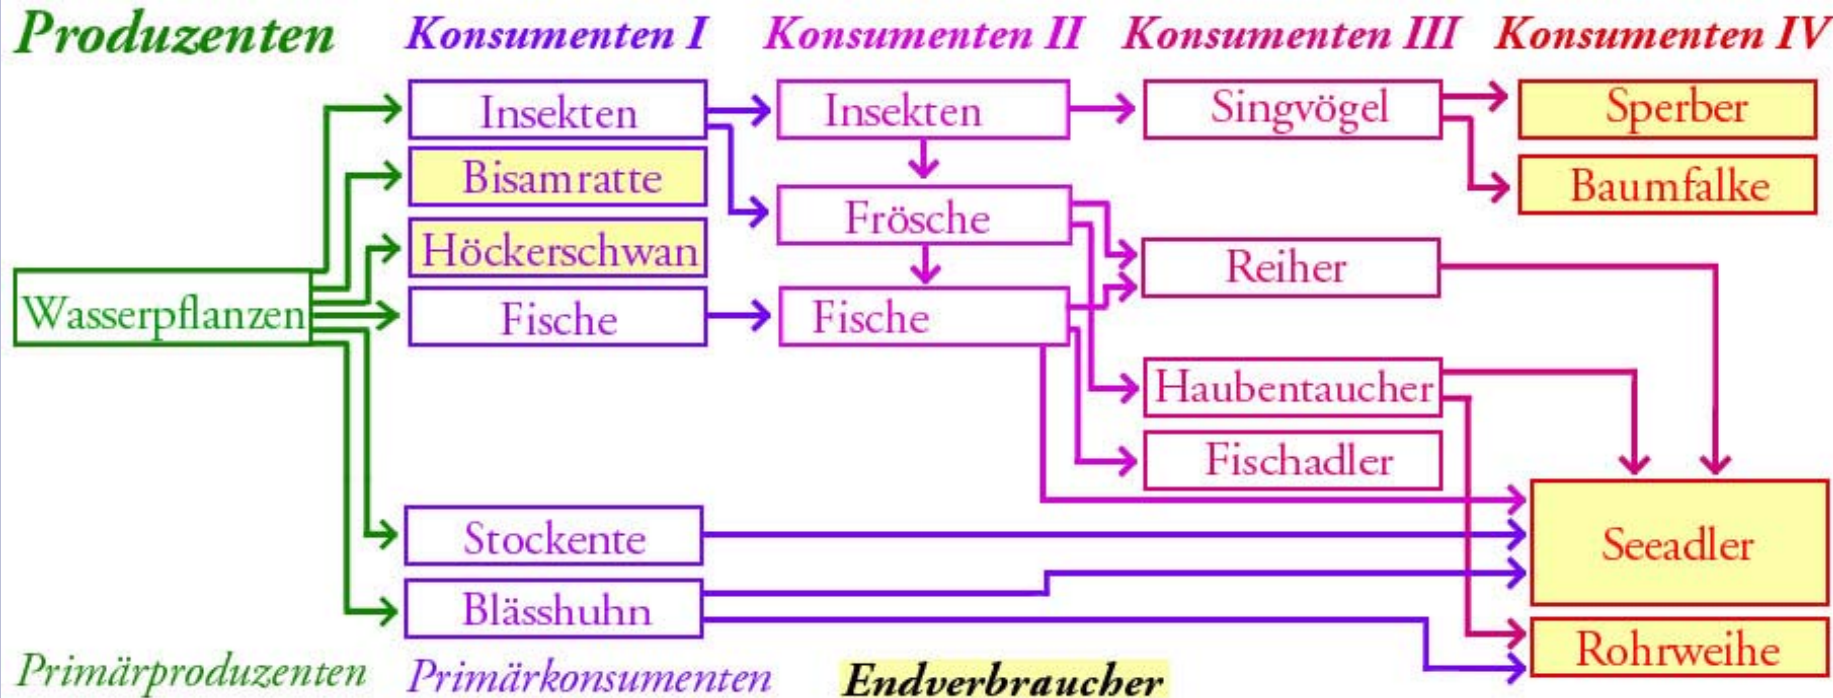 Produzenten
Konsumenten I
Konsumenten II
Konsumenten III
Konsumenten IV
Wasserpflanzen
Insekten
Bisamratte
Höckerschwan
Fische
Stockente
Blässhuhn
Insekten
Frösche
Fische
Singvögel
Reiher
Haubentaucher
Fischadler
Sperber
Baumfalke
Seeadler
Rohrweihe
Primärproduzenten
Primärkonsumenten
Endverbraucher